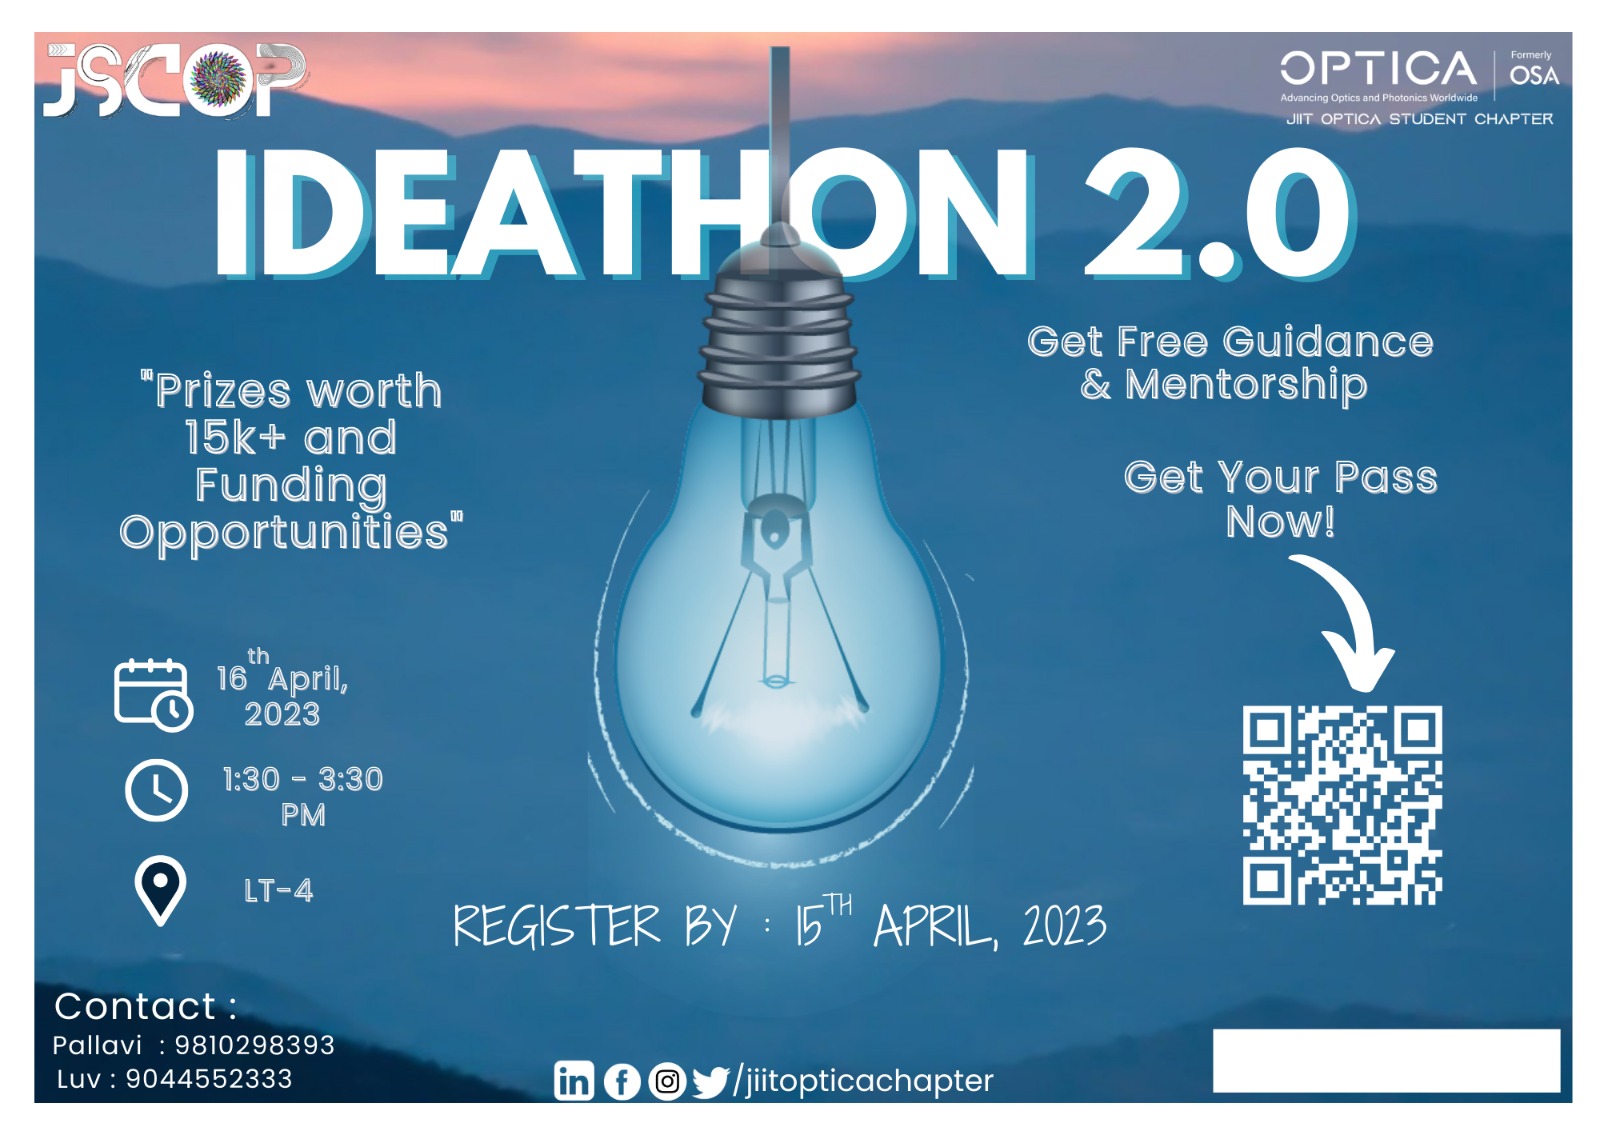 JSCOP
OPTICA
Formerly
OSA
Advancing Optics and Photonics Worldwide
JIIT OPTICA STUDENT CHAPTER
IDEATHON 2.0
"Prizes worth
15k+ and
Funding
Opportunities"
Get Free Guidance
& Mentorship
Get Your Pass
Now!
16th April,
2023
1:30 - 3:30
PM
LT-4
REGISTER BY : 15TH APRIL, 2023
Contact :
Pallavi : 9810298393
Luv : 9044552333
in f /jiitopticachapter